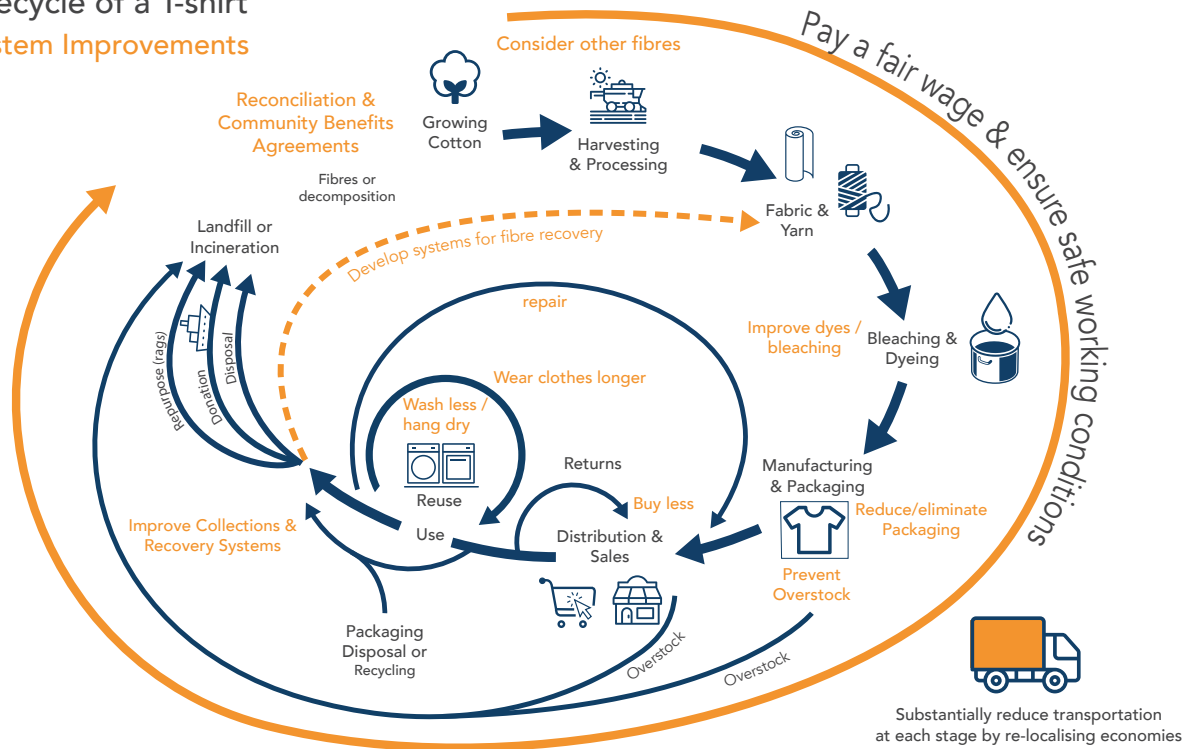 ecycle of a T-shirt
stem Improvements
Consider other fibres
Pay a fair wage & ensure safe working conditions
Reconciliation &
Community Benefits
Agreements
Growing
Cotton
Harvesting
& Processing
Fibres or
decomposition
Fabric &
Yarn
Landfill or
Incineration
Develop systems for fibre recovery
repair
Improve dyes /
bleaching
Bleaching &
Dyeing
Repurpose (rags)
Donation
Disposal
Wear clothes longer
Wash less /
hang dry
Reuse
Returns
Manufacturing
& Packaging
Buy less
Reduce/eliminate
Packaging
Improve Collections &
Recovery Systems
Use
Distribution &
Sales
Prevent
Overstock
Packaging
Disposal or
Recycling
Overstock
Overstock
Substantially reduce transportation
at each stage by re-localising economies